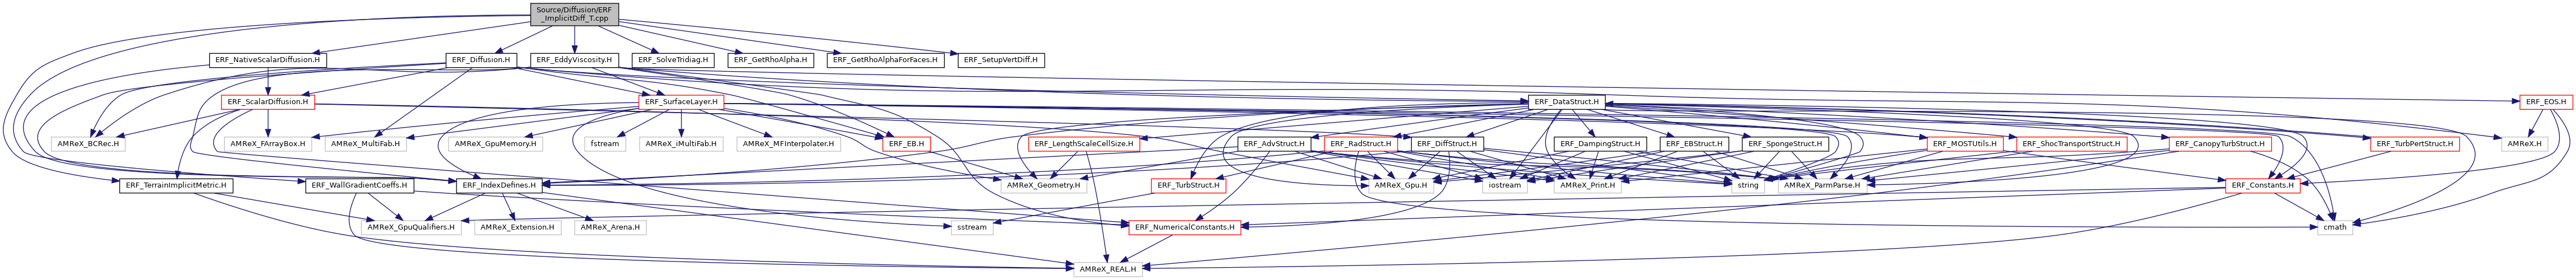 Source/Diffusion/ERF
_ImplicitDiff_T.cpp
ERF_NativeScalarDiffusion.H
ERF_Diffusion.H
ERF_EddyViscosity.H
ERF_SolveTridiag.H
ERF_GetRhoAlpha.H
ERF_GetRhoAlphaForFaces.H
ERF_SetupVertDiff.H
ERF_ScalarDiffusion.H
ERF_SurfaceLayer.H
ERF_DataStruct.H
ERF_EOS.H
AMReX_BCRec.H
AMReX_FArrayBox.H
AMReX_MultiFab.H
AMReX_GpuMemory.H
fstream
AMReX_iMultiFab.H
AMReX_MFInterpolater.H
ERF_EB.H
ERF_LengthScaleCellSize.H
ERF_AdvStruct.H
ERF_RadStruct.H
ERF_DiffStruct.H
ERF_DampingStruct.H
ERF_EBStruct.H
ERF_SpongeStruct.H
ERF_MOSTUtils.H
ERF_ShocTransportStruct.H
ERF_CanopyTurbStruct.H
ERF_TurbPertStruct.H
AMReX.H
ERF_TerrainImplicitMetric.H
ERF_WallGradientCoeffs.H
ERF_IndexDefines.H
AMReX_Geometry.H
ERF_TurbStruct.H
AMReX_Gpu.H
iostream
AMReX_Print.H
string
AMReX_ParmParse.H
ERF_Constants.H
AMReX_GpuQualifiers.H
AMReX_Extension.H
AMReX_Arena.H
sstream
ERF_NumericalConstants.H
cmath
AMReX_REAL.H